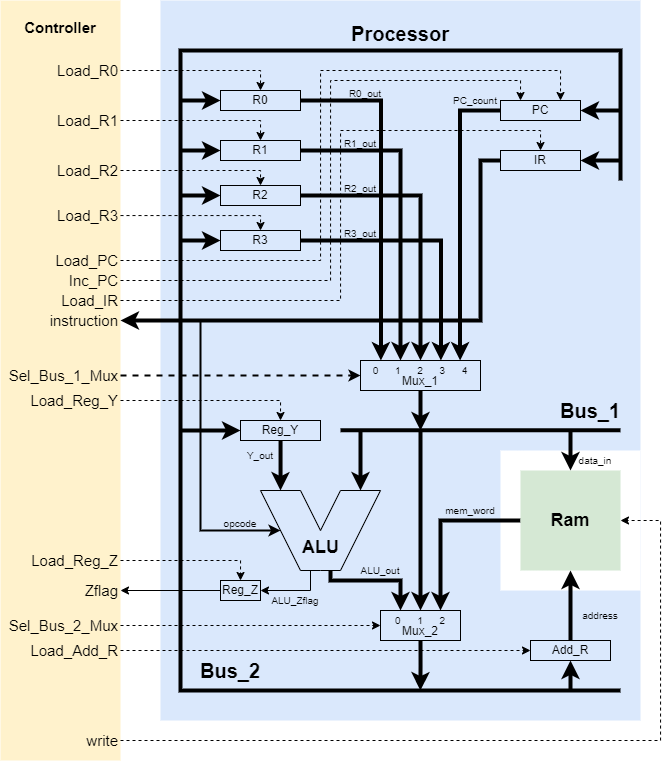 Controller
Processor
Load_R0
R0
R0_out
PC_count
PC
Load_R1
R1
R1_out
IR
Load_R2
R2
R2_out
Load_R3
R3
R3_out
Load_PC
Inc_PC
Load_IR
instruction
Sel_Bus_1_Mux
0 1 2 3 4
Mux_1
Load_Reg_Y
Bus_1
Reg_Y
Y_out
data_in
mem_word
Ram
opcode
ALU
Load_Reg_Z
ALU_out
Zflag
Reg_Z
ALU_Zflag
address
Sel_Bus_2_Mux
0 1 2
Mux_2
Load_Add_R
Add_R
Bus_2
write